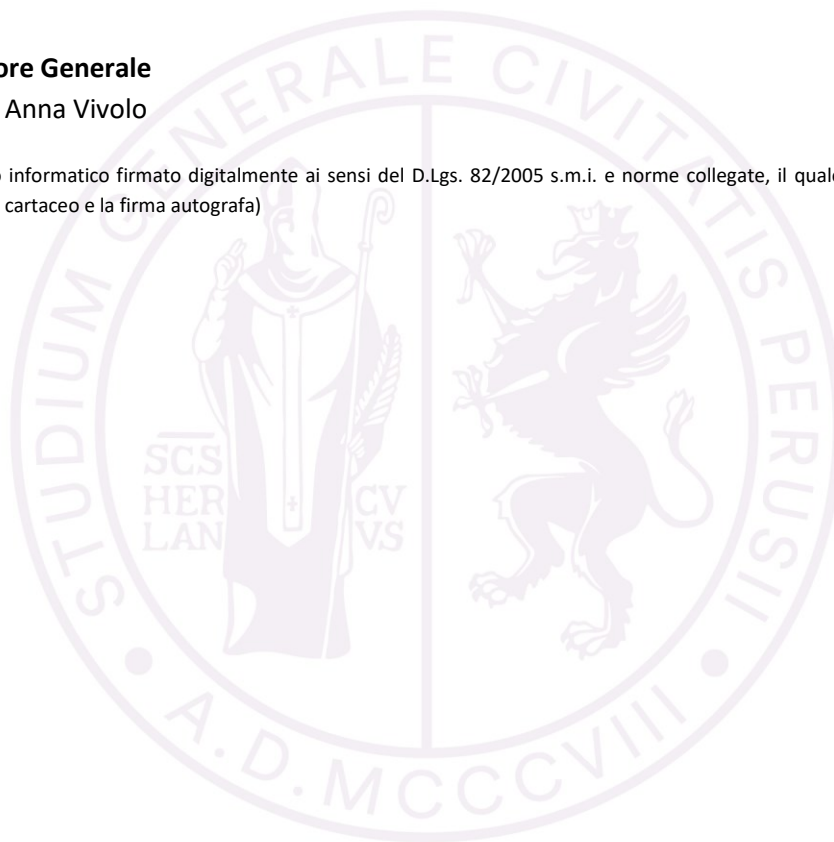 ore Generale
Anna Vivolo
o informatico firmato digitalmente ai sensi del D.Lgs. 82/2005 s.m.i. e norme collegate, il quale
cartaceo e la firma autografa)
STUDIUM GENERALE CIVITATIS PERUSII
SCS
HER
LAN
CV
VS
A.D. MCCCVIII